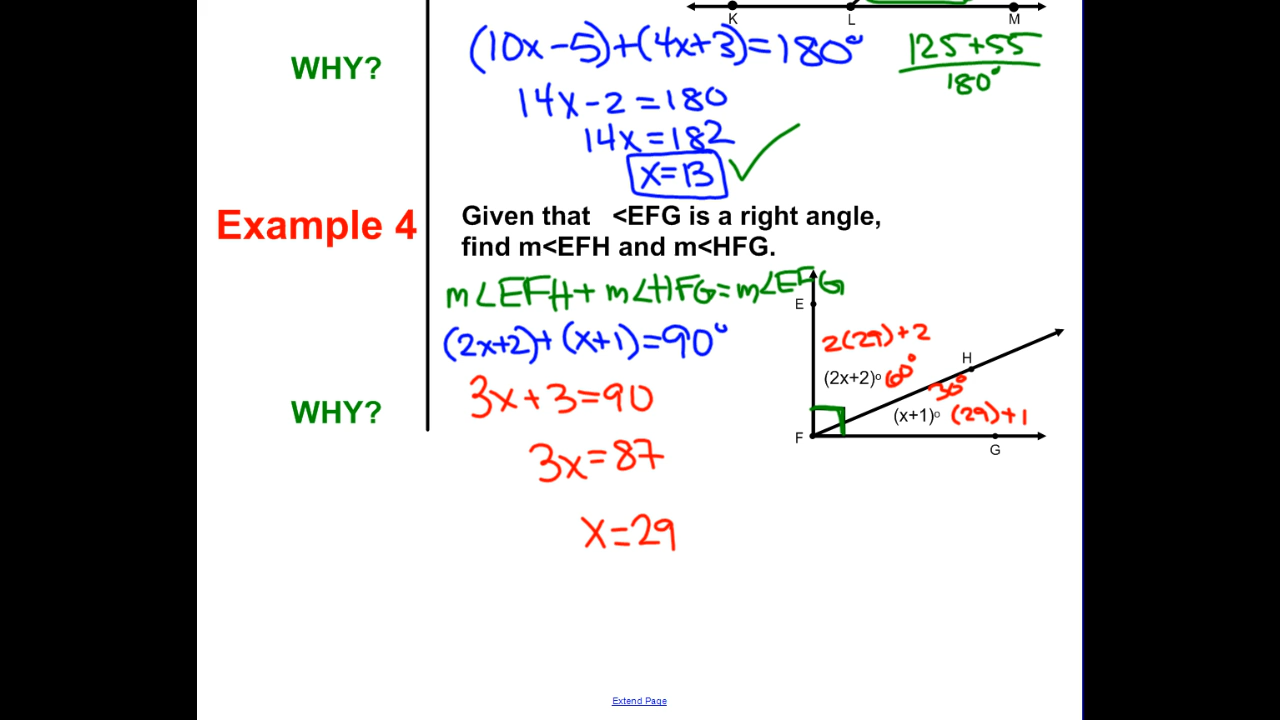 K L M
WHY?
(10x-5)+(4x+3)=180°
125+55
180°
14x-2=180
14x=182
x=13
Example 4
Given that <EFG is a right angle,
find m<EFH and m<HFG.
m∠EFH+m∠HFG=m∠EFG
E
(2x+2)+(x+1)=90°
2(29)+2
H
(2x+2)° 60°
30°
WHY?
3x+3=90
(x+1)° (29)+1
F
G
3x=87
x=29
Extend Page